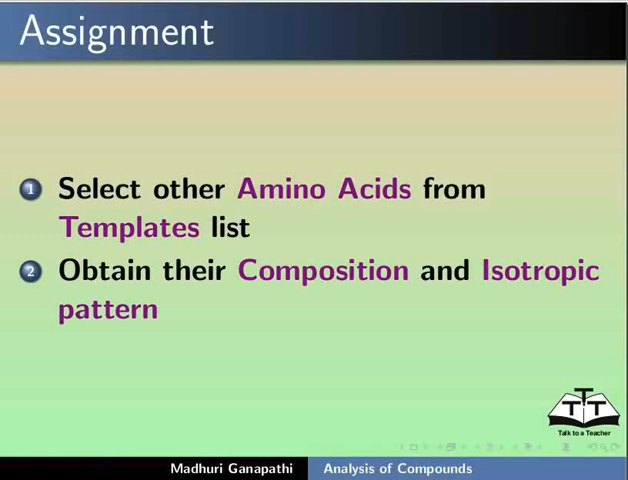 Assignment
1 Select other Amino Acids from
Templates list
2 Obtain their Composition and Isotropic
pattern
TTT
Talk to a Teacher
Madhuri Ganapathi Analysis of Compounds